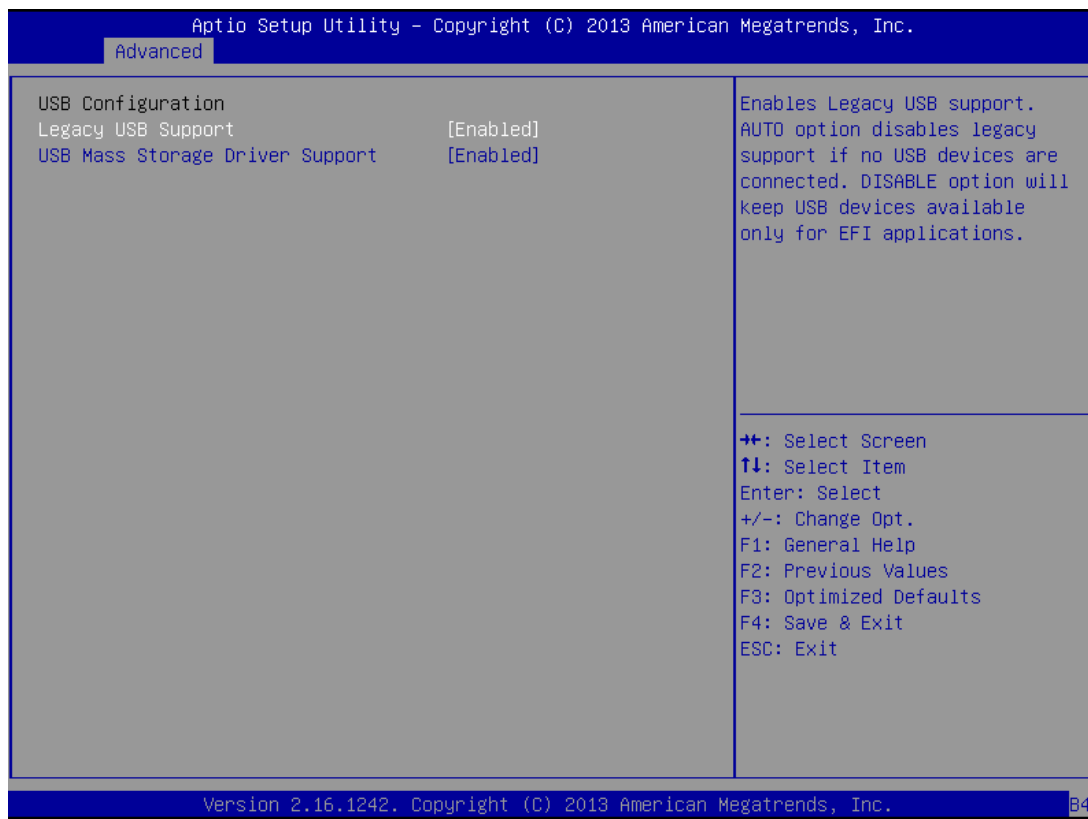 Aptio Setup Utility – Copyright (C) 2013 American Megatrends, Inc.
Advanced
USB Configuration
Legacy USB Support [Enabled]
USB Mass Storage Driver Support [Enabled]
Enables Legacy USB support.
AUTO option disables legacy
support if no USB devices are
connected. DISABLE option will
keep USB devices available
only for EFI applications.
→←: Select Screen
↑↓: Select Item
Enter: Select
+/-: Change Opt.
F1: General Help
F2: Previous Values
F3: Optimized Defaults
F4: Save & Exit
ESC: Exit
Version 2.16.1242. Copyright (C) 2013 American Megatrends, Inc.
B4